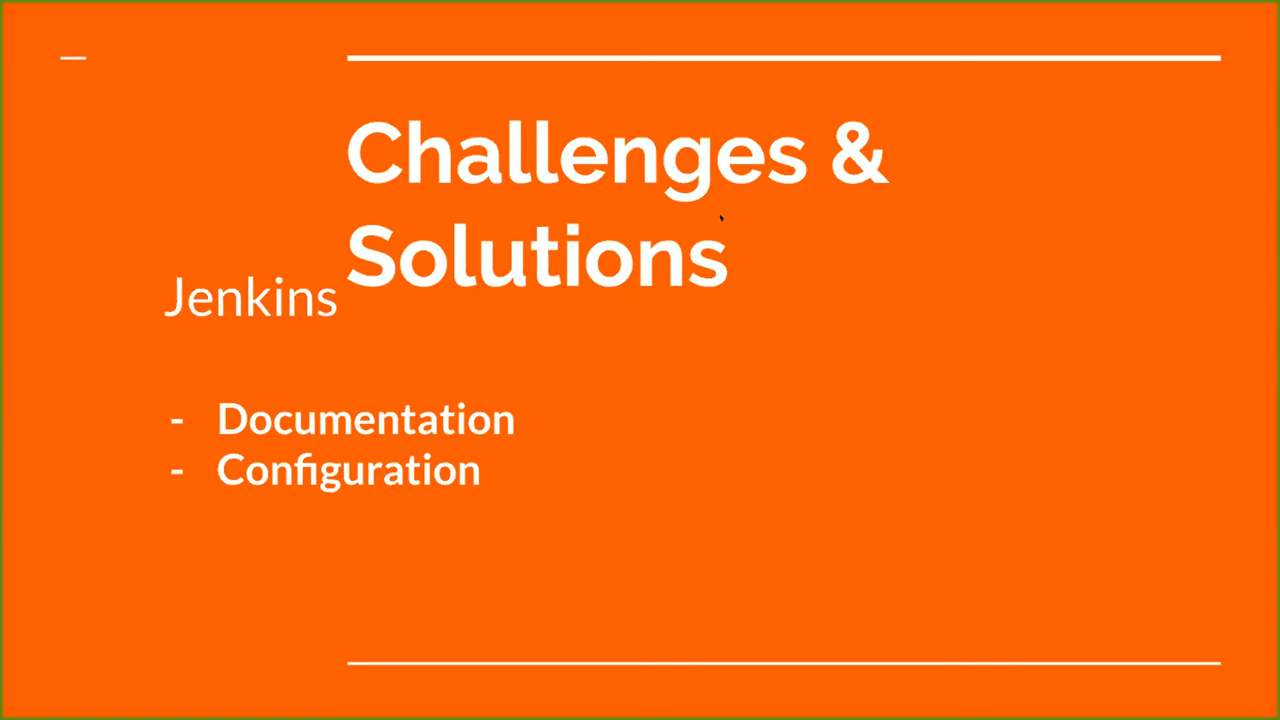 Challenges &
Solutions
Jenkins
- Documentation
- Configuration